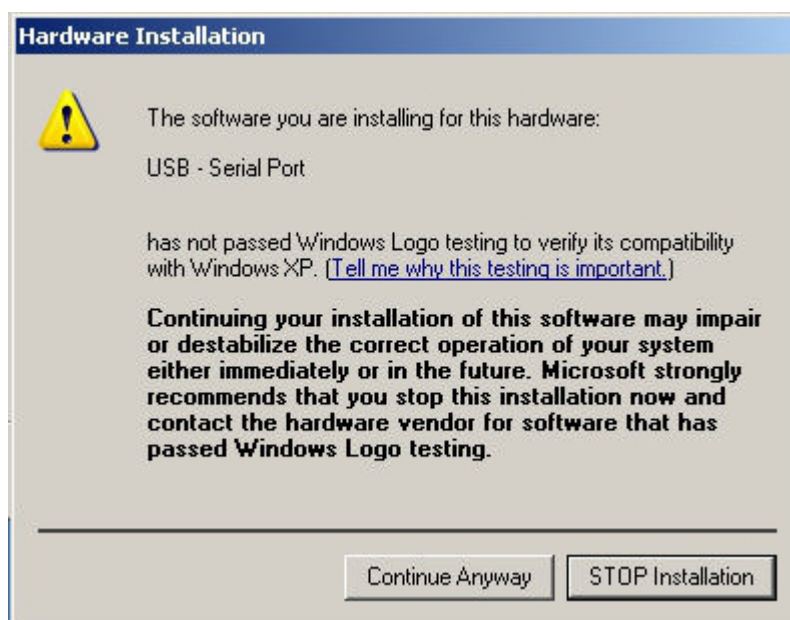 Hardware Installation
The software you are installing for this hardware:
USB - Serial Port
has not passed Windows Logo testing to verify its compatibility
with Windows XP. (Tell me why this testing is important.)
Continuing your installation of this software may impair
or destabilize the correct operation of your system
either immediately or in the future. Microsoft strongly
recommends that you stop this installation now and
contact the hardware vendor for software that has
passed Windows Logo testing.
Continue Anyway
STOP Installation